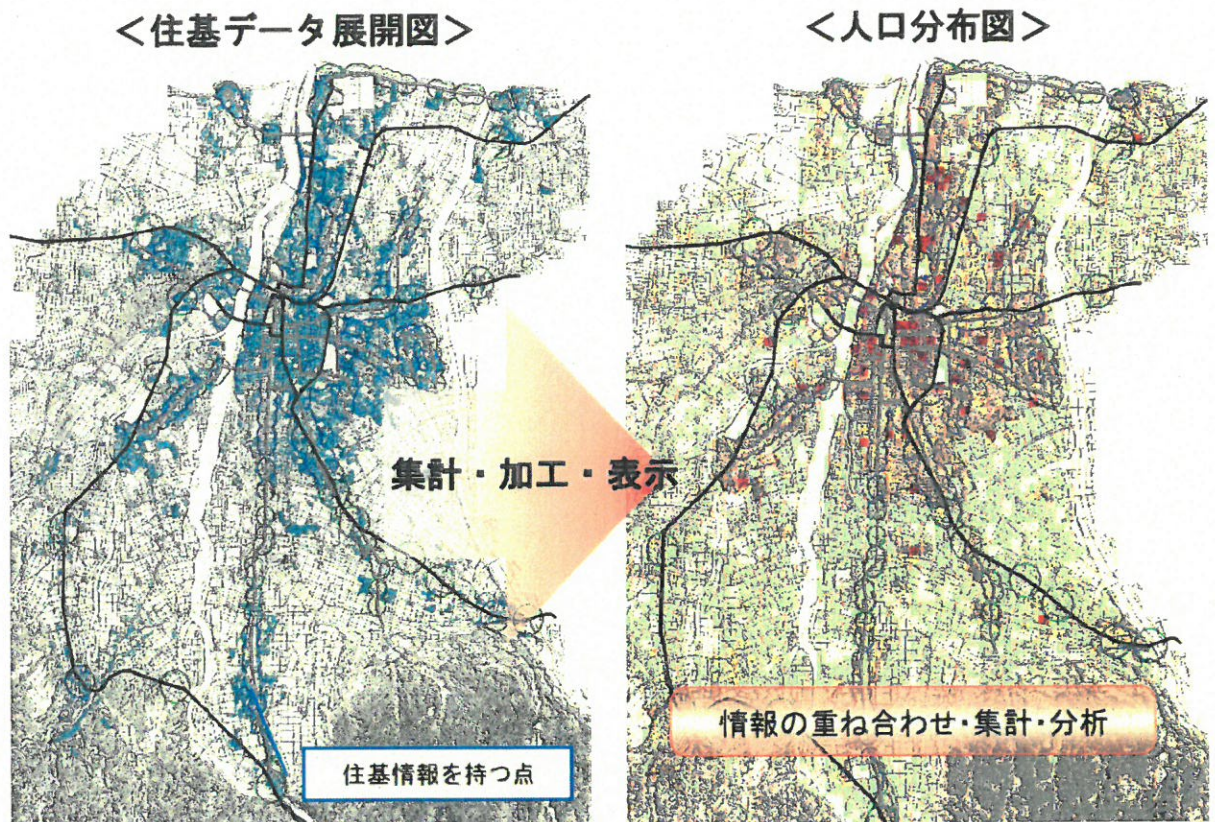 ＜住基データ展開図＞
＜人口分布図＞
集計・加工・表示
住基情報を持つ点
情報の重ね合わせ・集計・分析